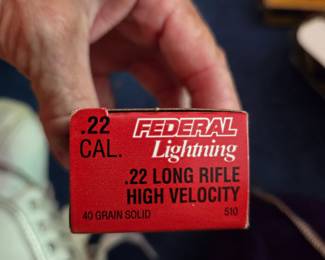 .22
CAL.
FEDERAL
Lightning
.22 LONG RIFLE
HIGH VELOCITY
40 GRAIN SOLID 510